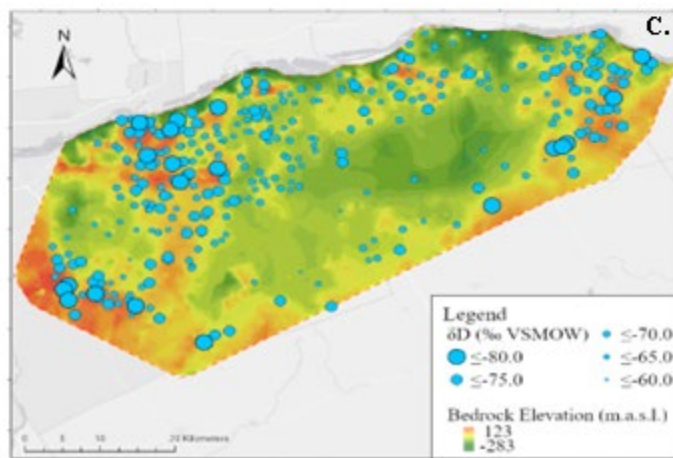 C.
N
Legend
δD (‰ VSMOW)
≤-80.0
≤-75.0
≤-70.0
≤-65.0
≤-60.0
Bedrock Elevation (m.a.s.l.)
123
-283
0 5 10 20 Kilometers